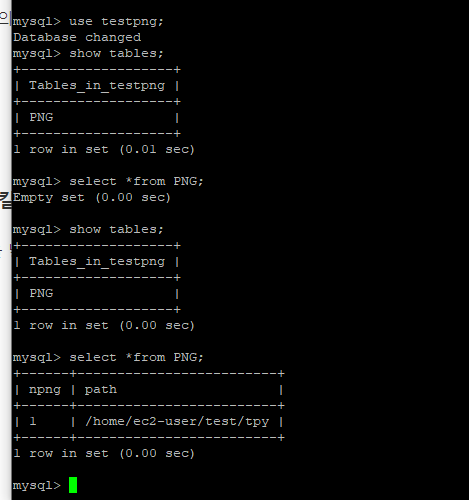 mysql> use testpng;
Database changed
mysql> show tables;
+-------------------+
| Tables_in_testpng |
+-------------------+
| PNG               |
+-------------------+
1 row in set (0.01 sec)
mysql> select *from PNG;
Empty set (0.00 sec)
mysql> show tables;
+-------------------+
| Tables_in_testpng |
+-------------------+
| PNG               |
+-------------------+
1 row in set (0.00 sec)
mysql> select *from PNG;
+------+-------------------------+
| npng | path                    |
+------+-------------------------+
| 1    | /home/ec2-user/test/tpy |
+------+-------------------------+
1 row in set (0.00 sec)
mysql>